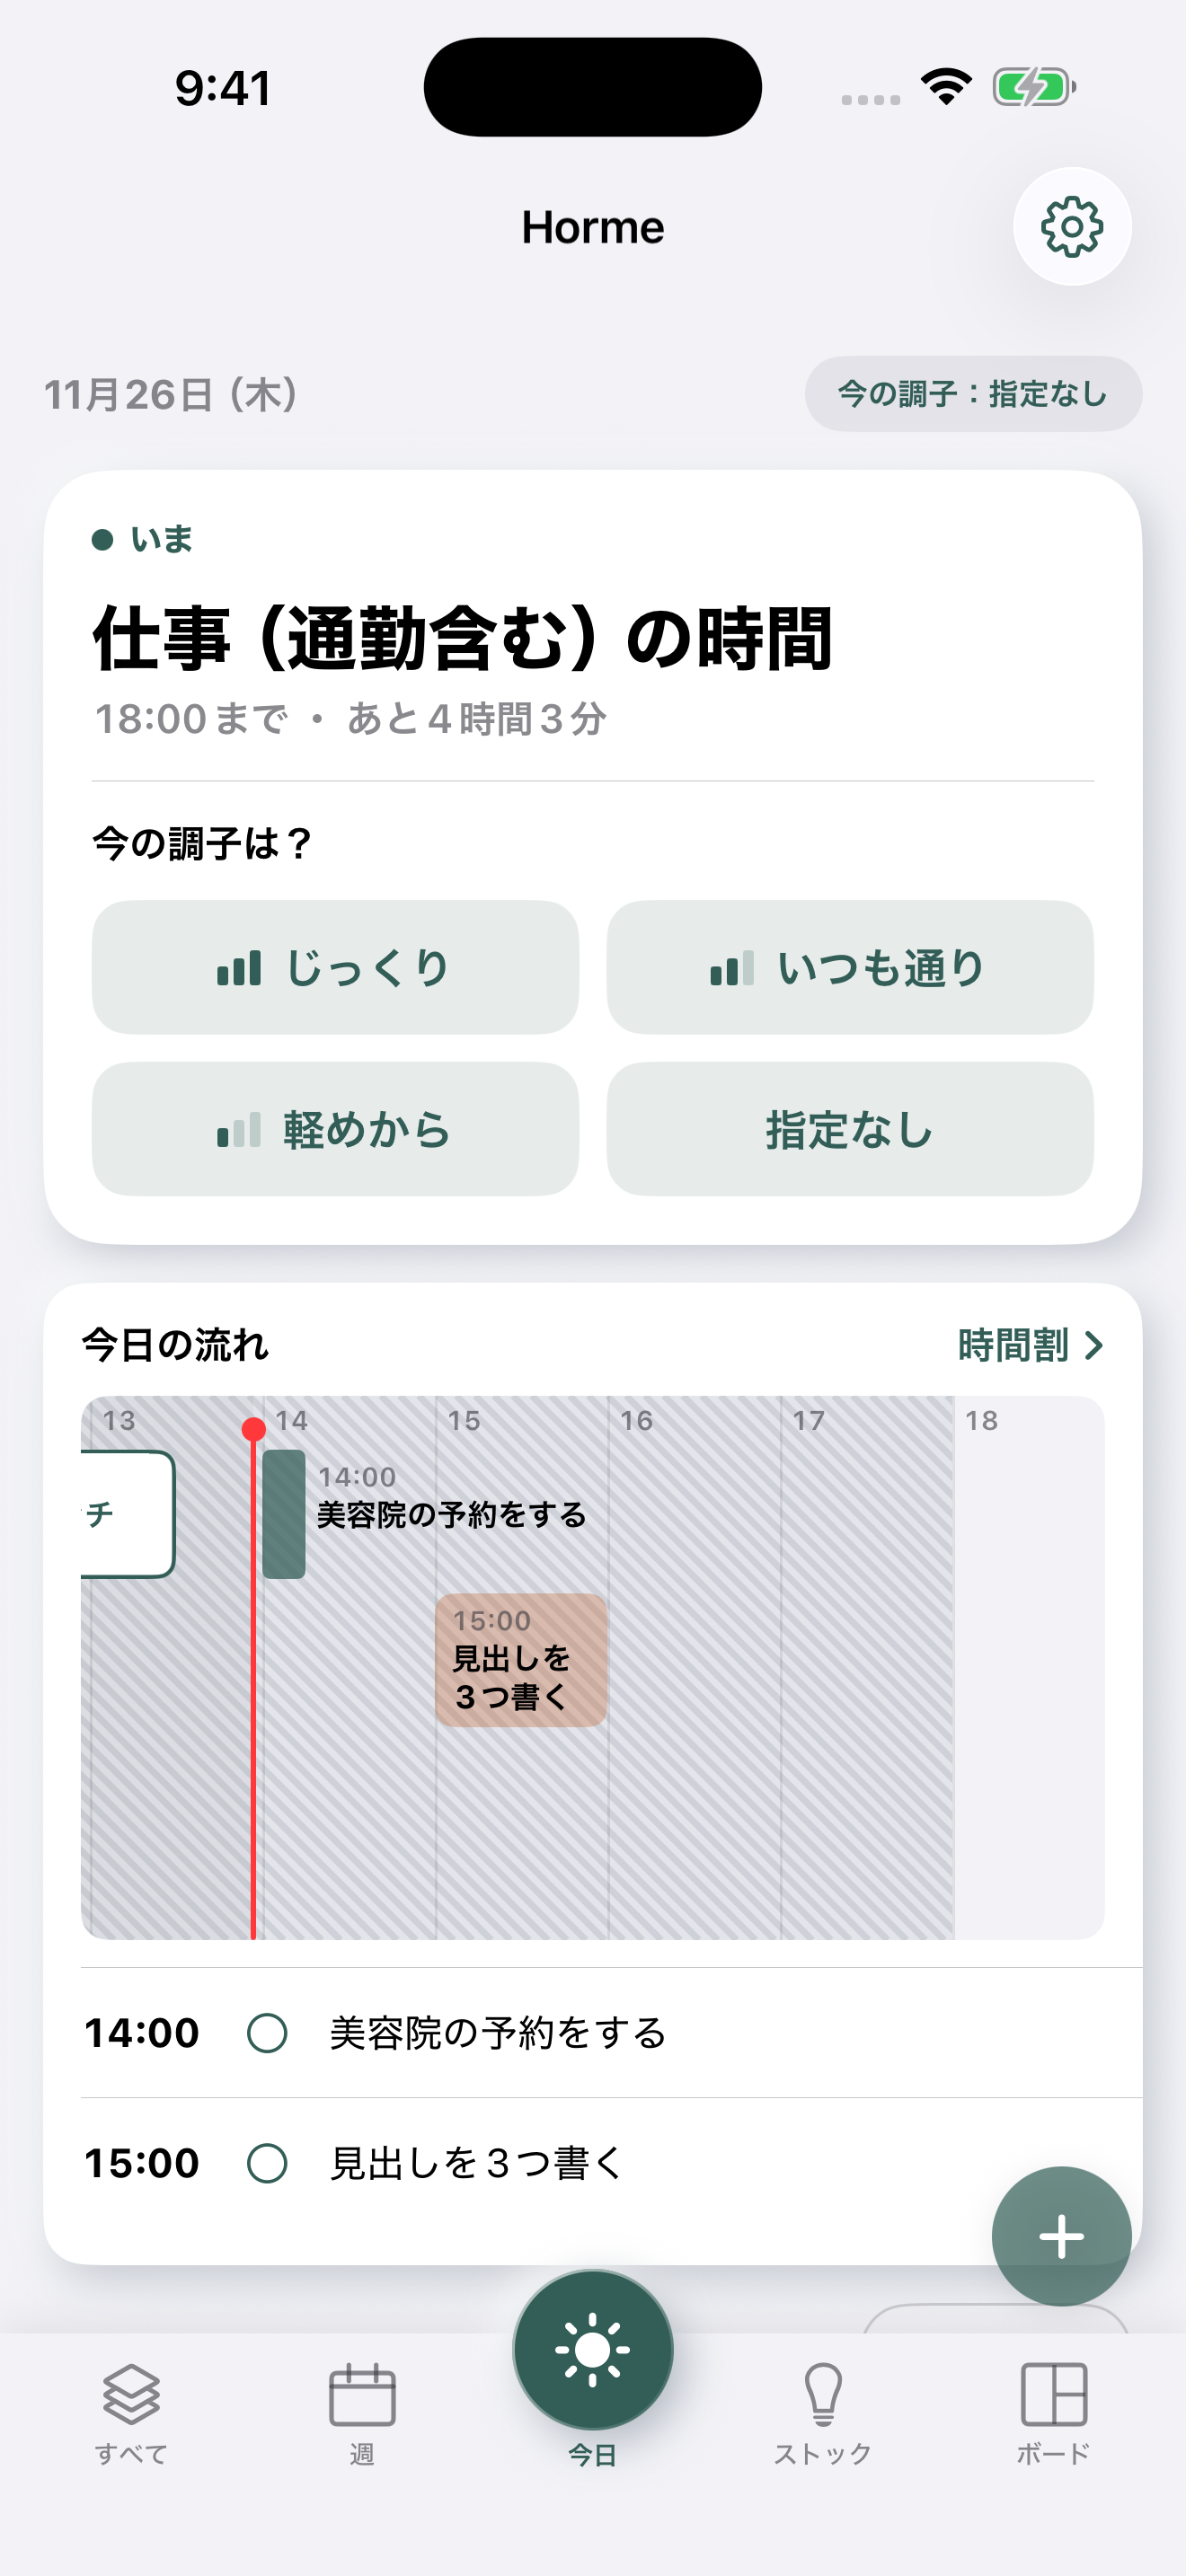 9:41
Horme
11月26日（木）
今の調子：指定なし
いま
仕事（通勤含む）の時間
18:00まで ・ あと4時間3分
今の調子は？
じっくり
いつも通り
軽めから
指定なし
今日の流れ
時間割
13 14 15 16 17 18
チ
14:00
美容院の予約をする
15:00
見出しを
3つ書く
14:00 美容院の予約をする
15:00 見出しを3つ書く
すべて
週
今日
ストック
ボード